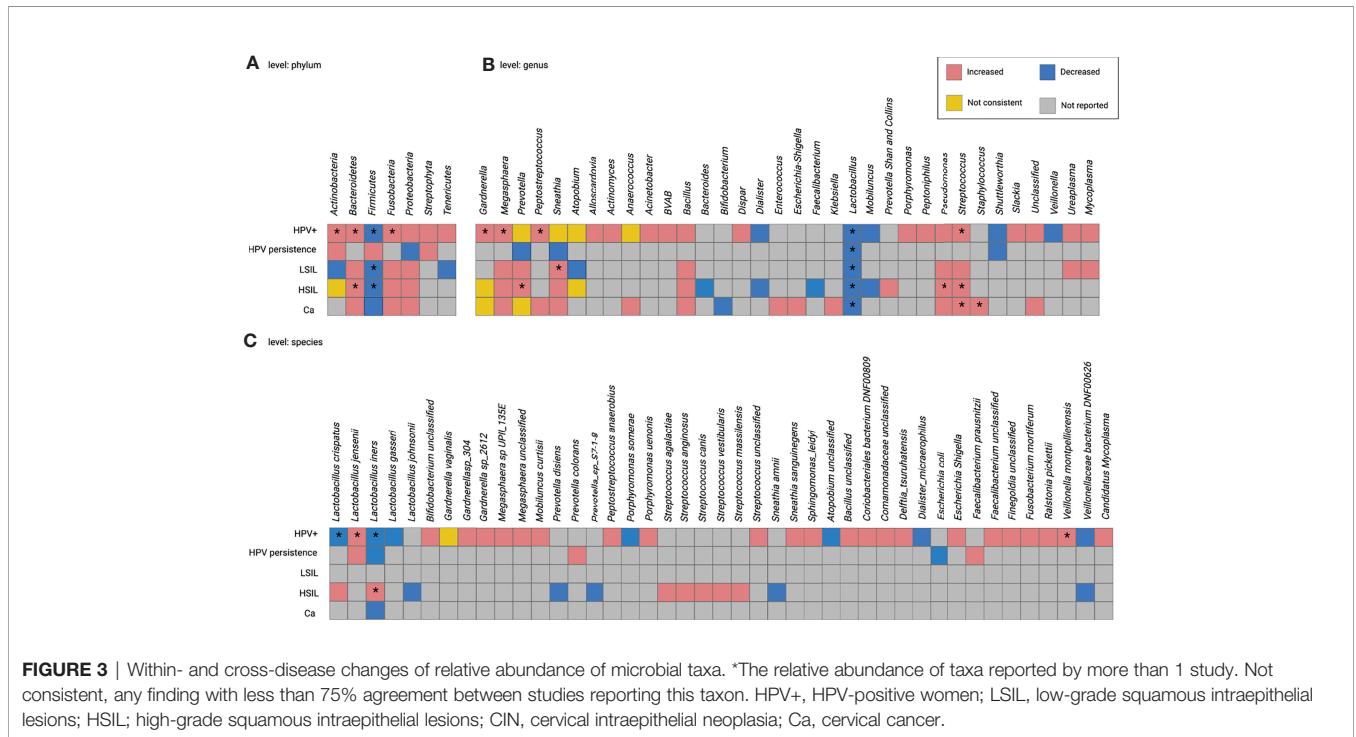 A level: phylum
B level: genus
Increased
Decreased
Not consistent
Not reported
Actinobacteria
Bacteroidetes
Firmicutes
Fusobacteria
Proteobacteria
Streptophyta
Tenericutes
Gardnerella
Megasphaera
Prevotella
Peptostreptococcus
Sneathia
Atopobium
Alloscardovia
Actinomyces
Anaerococcus
Acinetobacter
BVAB
Bacillus
Bacteroides
Bifidobacterium
Dispar
Dialister
Enterococcus
Escherichia-Shigella
Faecalibacterium
Klebsiella
Lactobacillus
Mobiluncus
Prevotella Shan and Collins
Porphyromonas
Peptoniphilus
Pseudomonas
Streptococcus
Staphylococcus
Shuttleworthia
Slackia
Unclassified
Veillonella
Ureaplasma
Mycoplasma
HPV+
* * * * * * * * *
HPV persistence
*
LSIL
* * *
HSIL
* * * * * *
Ca
* * *
C level: species
Lactobacillus crispatus
Lactobacillus jensenii
Lactobacillus iners
Lactobacillus gasseri
Lactobacillus johnsonii
Bifidobacterium unclassified
Gardnerella vaginalis
Gardnerellasp_304
Gardnerella sp_2612
Megasphaera sp UPII_135E
Megasphaera unclassified
Mobiluncus curtisii
Prevotella disiens
Prevotella colorans
Prevotella_sp_S7-1-8
Peptostreptococcus anaerobius
Porphyromonas somerae
Porphyromonas uenonis
Streptococcus agalactiae
Streptococcus anginosus
Streptococcus canis
Streptococcus vestibularis
Streptococcus massilensis
Streptococcus unclassified
Sneathia amnii
Sneathia sanguinegens
Sphingomonas_leidyi
Atopobium unclassified
Bacillus unclassified
Coriobacteriales bacterium DNF00809
Comamonadaceae unclassified
Delftia_tsuruhatensis
Dialister_micraerophilus
Escherichia coli
Escherichia Shigella
Faecalibacterium prausnitzii
Faecalibacterium unclassified
Finegoldia unclassified
Fusobacterium mortiferum
Ralstonia pickettii
Veillonella montpellierensis
Veillonellaceae bacterium DNF00626
Candidatus Mycoplasma
HPV+
* * * *
HPV persistence
LSIL
HSIL
*
Ca
FIGURE 3 | Within- and cross-disease changes of relative abundance of microbial taxa. *The relative abundance of taxa reported by more than 1 study. Not
consistent, any finding with less than 75% agreement between studies reporting this taxon. HPV+, HPV-positive women; LSIL, low-grade squamous intraepithelial
lesions; HSIL; high-grade squamous intraepithelial lesions; CIN, cervical intraepithelial neoplasia; Ca, cervical cancer.